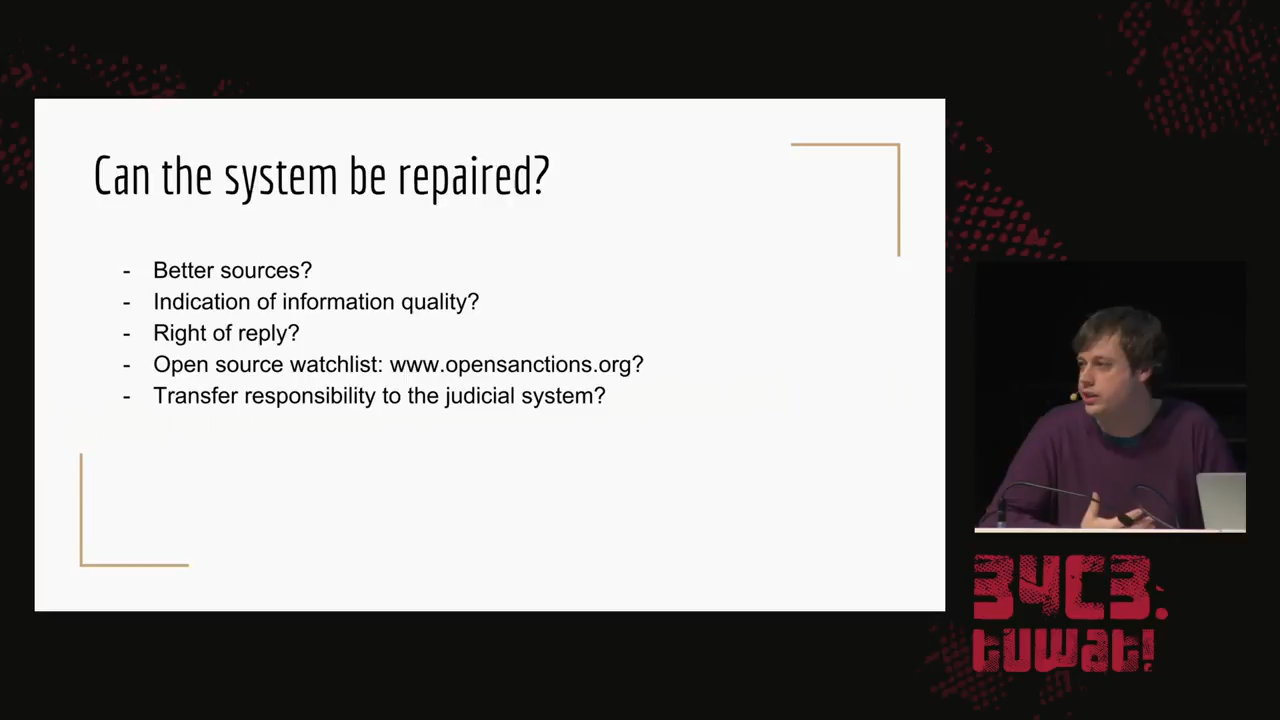 Can the system be repaired?
- Better sources?
- Indication of information quality?
- Right of reply?
- Open source watchlist: www.opensanctions.org?
- Transfer responsibility to the judicial system?
34C3.
tuwat!